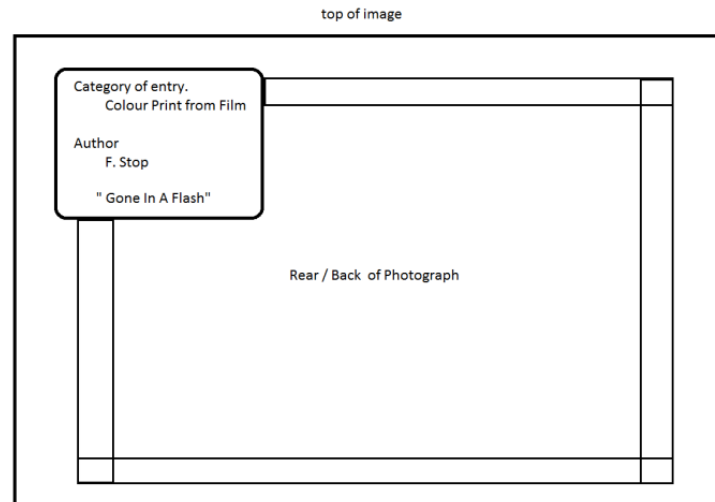 top of image
Category of entry.
Colour Print from Film
Author
F. Stop
" Gone In A Flash"
Rear / Back of Photograph